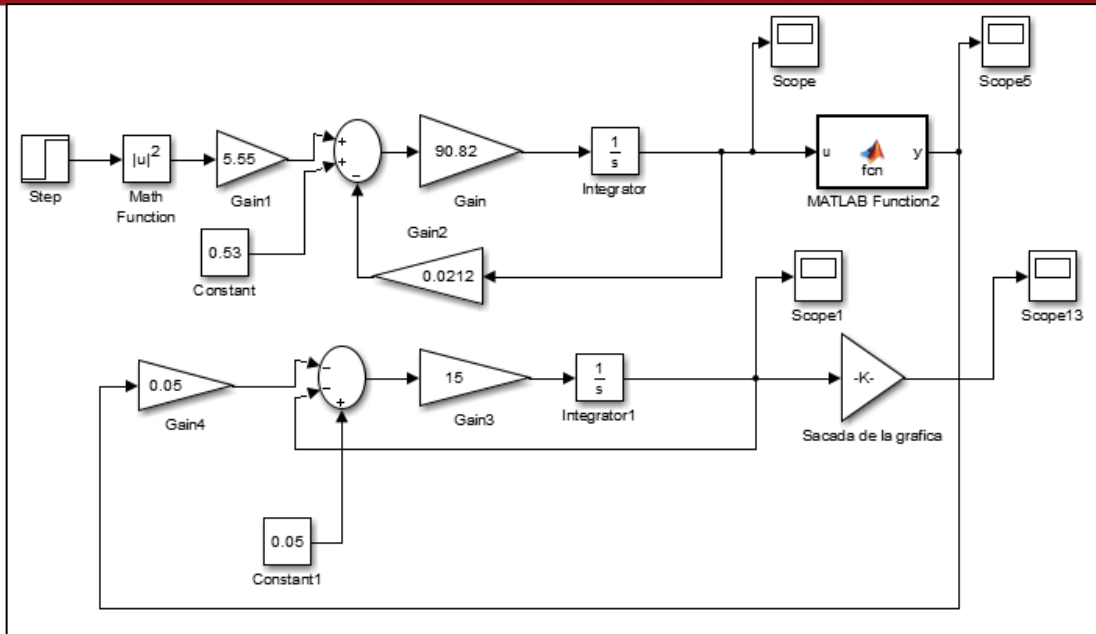 Scope
Scope5
Step
|u|²
Math
Function
5.55
Gain1
+
+
−
90.82
Gain
1
s
Integrator
u
fcn
y
MATLAB Function2
0.53
Constant
Gain2
0.0212
Scope1
Scope13
0.05
Gain4
−
−
+
15
Gain3
1
s
Integrator1
-K-
Sacada de la grafica
0.05
Constant1